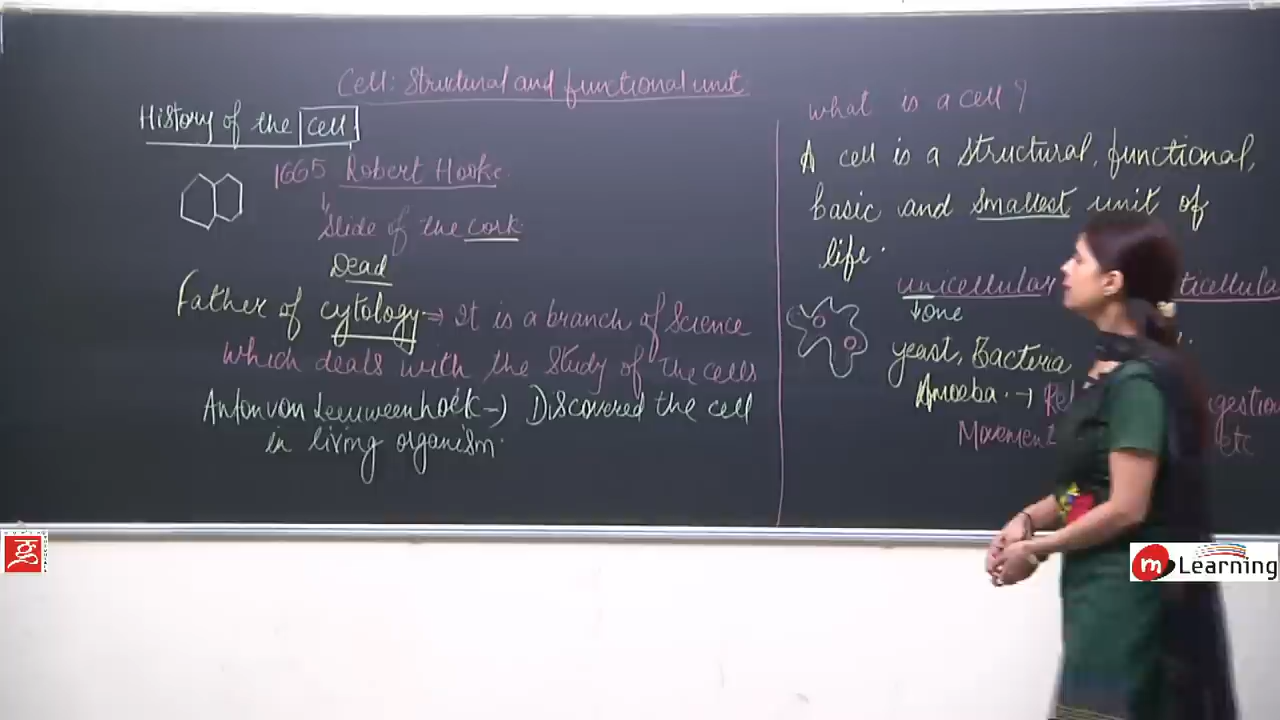 Cell: Structural and functional unit
History of the cell.
1665 Robert Hooke.
Slide of the cork.
Dead
Father of cytology → It is a branch of Science
which deals with the study of the cells
Anton von Leeuwenhoek → Discovered the cell
in living organism.
what is a cell?
A cell is a structural, functional,
basic and smallest unit of
life.
unicellular
one
yeast, Bacteria
Amoeba. →
Movement etc
m Learning